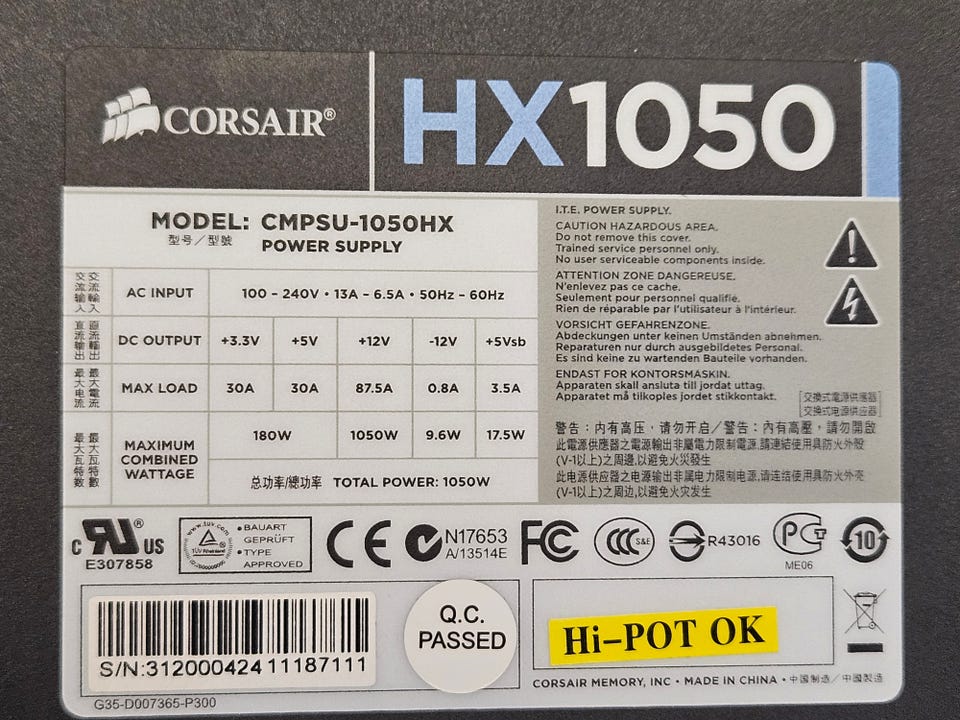 CORSAIR®
HX1050
MODEL: CMPSU-1050HX
型号／型號
POWER SUPPLY
交流输入 交流輸入 AC INPUT 100 - 240V • 13A - 6.5A • 50Hz - 60Hz
直流输出 直流輸出 DC OUTPUT +3.3V +5V +12V -12V +5Vsb
最大电流 最大電流 MAX LOAD 30A 30A 87.5A 0.8A 3.5A
最大瓦特数 最大瓦特數 MAXIMUM COMBINED WATTAGE 180W 1050W 9.6W 17.5W
总功率/總功率 TOTAL POWER: 1050W
I.T.E. POWER SUPPLY.
CAUTION HAZARDOUS AREA.
Do not remove this cover.
Trained service personnel only.
No user serviceable components inside.
ATTENTION ZONE DANGEREUSE.
N'enlevez pas ce cache.
Seulement pour personnel qualifie.
Rien de réparable par l'utilisateur à l'intérieur.
VORSICHT GEFAHRENZONE.
Abdeckungen unter keinen Umständen abnehmen.
Reparaturen nur durch ausgebildetes Personal.
Es sind keine zu wartenden Bauteile vorhanden.
ENDAST FOR KONTORSMASKIN.
Apparaten skall ansluta till jordat uttag.
Apparatet må tilkoples jordet stikkontakt.
交換式電源供應器
交换式电源供应器
警告：内有高压，请勿开启／警告：內有高壓，請勿開啟
此電源供應器之電源輸出非屬電力限制電源,請連結使用具防火外殼
(V-1以上)之周邊,以避免火災發生
此电源供应器之电源输出非属电力限制电源,请连结使用具防火外壳
(V-1以上)之周边,以避免火灾发生
c RU® US
E307858
www.tuv.com
TÜV Rheinland
• BAUART
GEPRÜFT
• TYPE
APPROVED
CE
N17653
A/13514E
FC
CCC S&E
R43016
PCT
ME06
10
S/N:31200042411187111
Q.C.
PASSED
Hi-POT OK
CORSAIR MEMORY, INC • MADE IN CHINA • 中国制造／中國製造
G35-D007365-P300